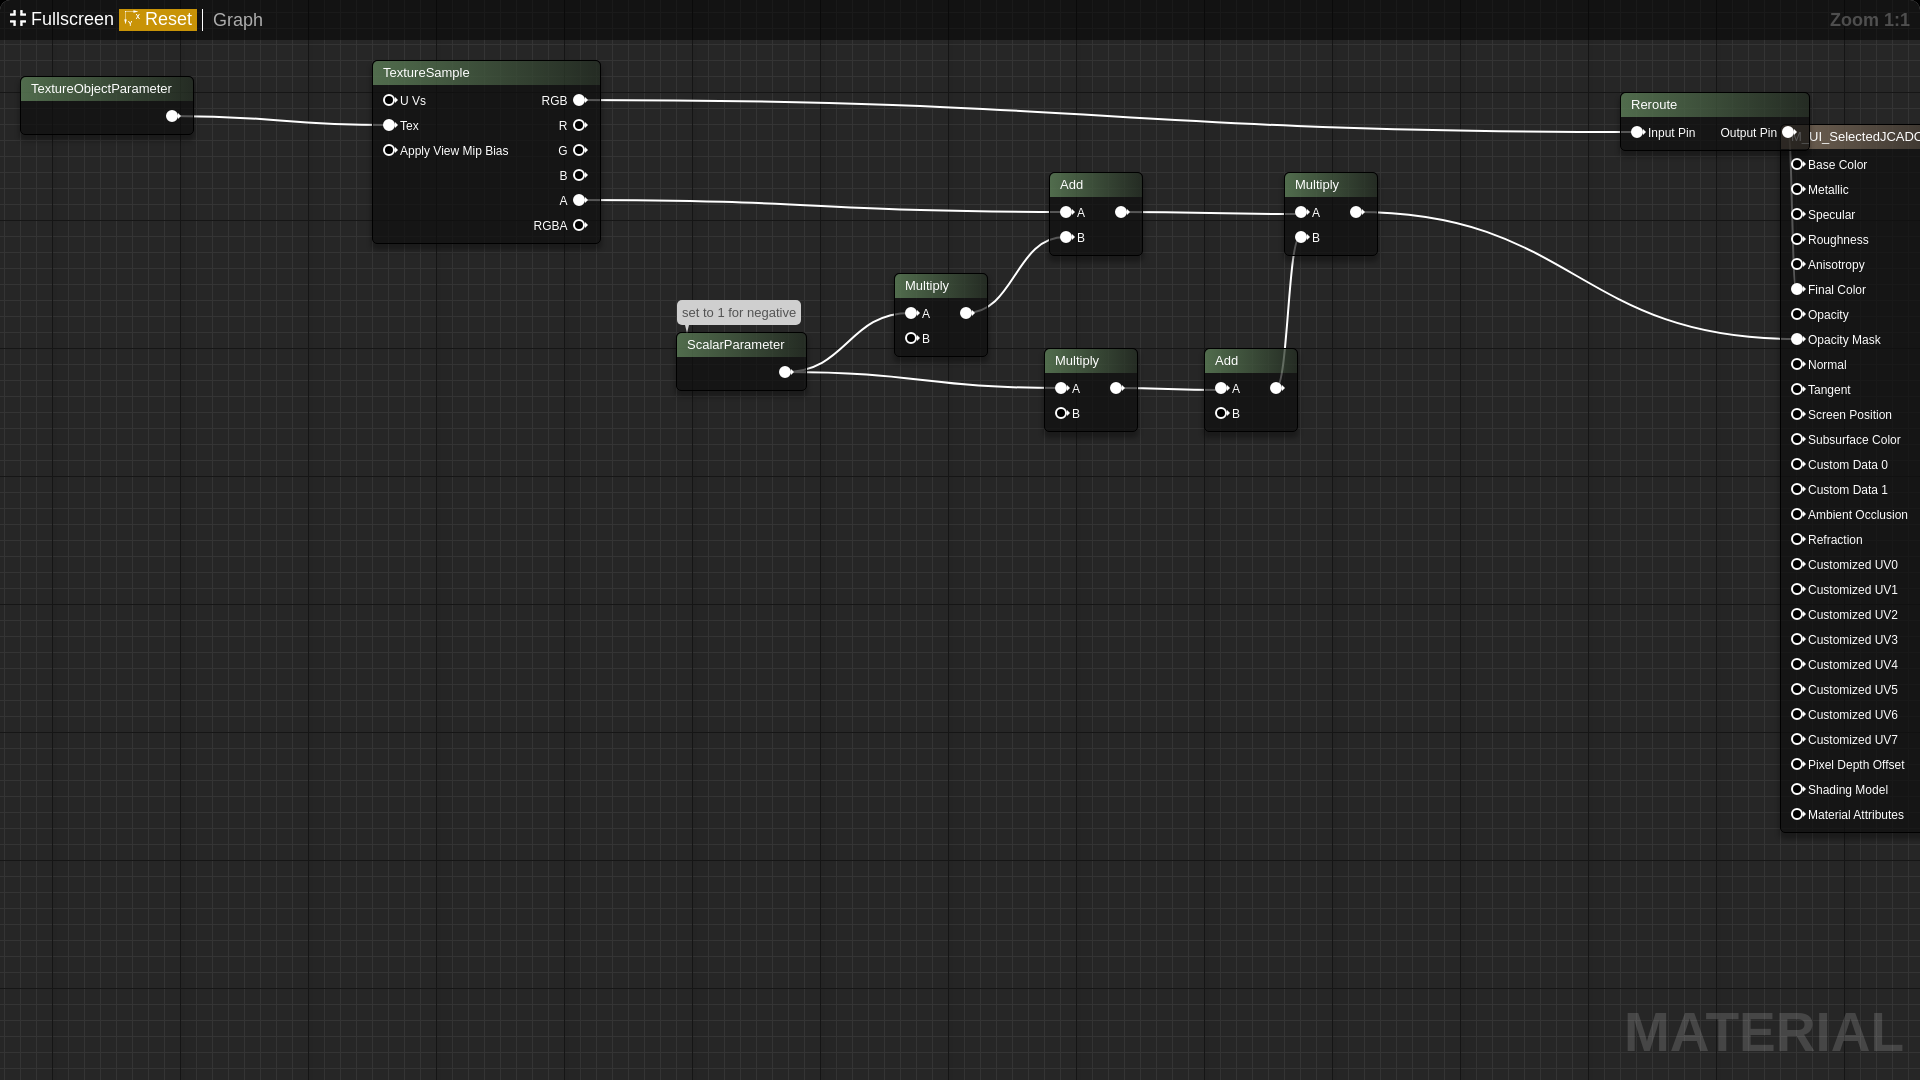 Fullscreen Reset Graph
Zoom 1:1
TextureObjectParameter
TextureSample
U Vs RGB
Tex R
Apply View Mip Bias G
B
A
RGBA
Reroute
Input Pin Output Pin
Add
A
B
Multiply
A
B
Multiply
A
B
set to 1 for negative
ScalarParameter
Multiply
A
B
Add
A
B
_UI_SelectedJCADC
Base Color
Metallic
Specular
Roughness
Anisotropy
Final Color
Opacity
Opacity Mask
Normal
Tangent
Screen Position
Subsurface Color
Custom Data 0
Custom Data 1
Ambient Occlusion
Refraction
Customized UV0
Customized UV1
Customized UV2
Customized UV3
Customized UV4
Customized UV5
Customized UV6
Customized UV7
Pixel Depth Offset
Shading Model
Material Attributes
MATERIAL